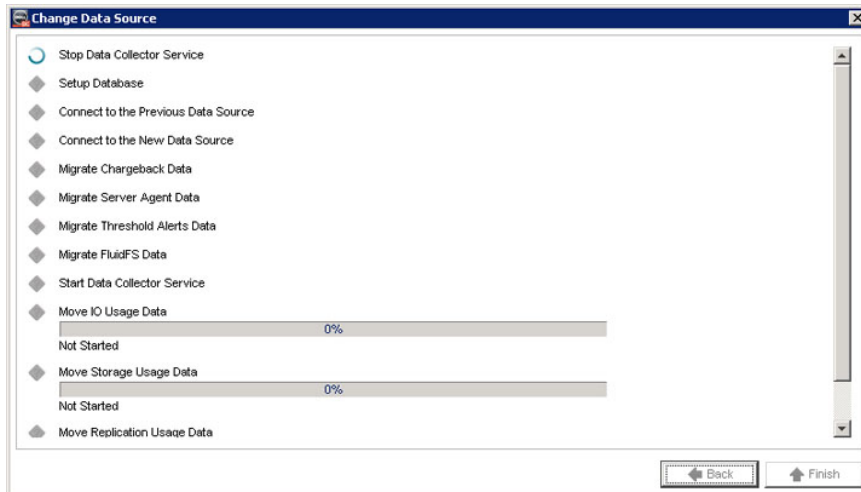 Change Data Source
Stop Data Collector Service
Setup Database
Connect to the Previous Data Source
Connect to the New Data Source
Migrate Chargeback Data
Migrate Server Agent Data
Migrate Threshold Alerts Data
Migrate FluidFS Data
Start Data Collector Service
Move IO Usage Data
0%
Not Started
Move Storage Usage Data
0%
Not Started
Move Replication Usage Data
Back
Finish